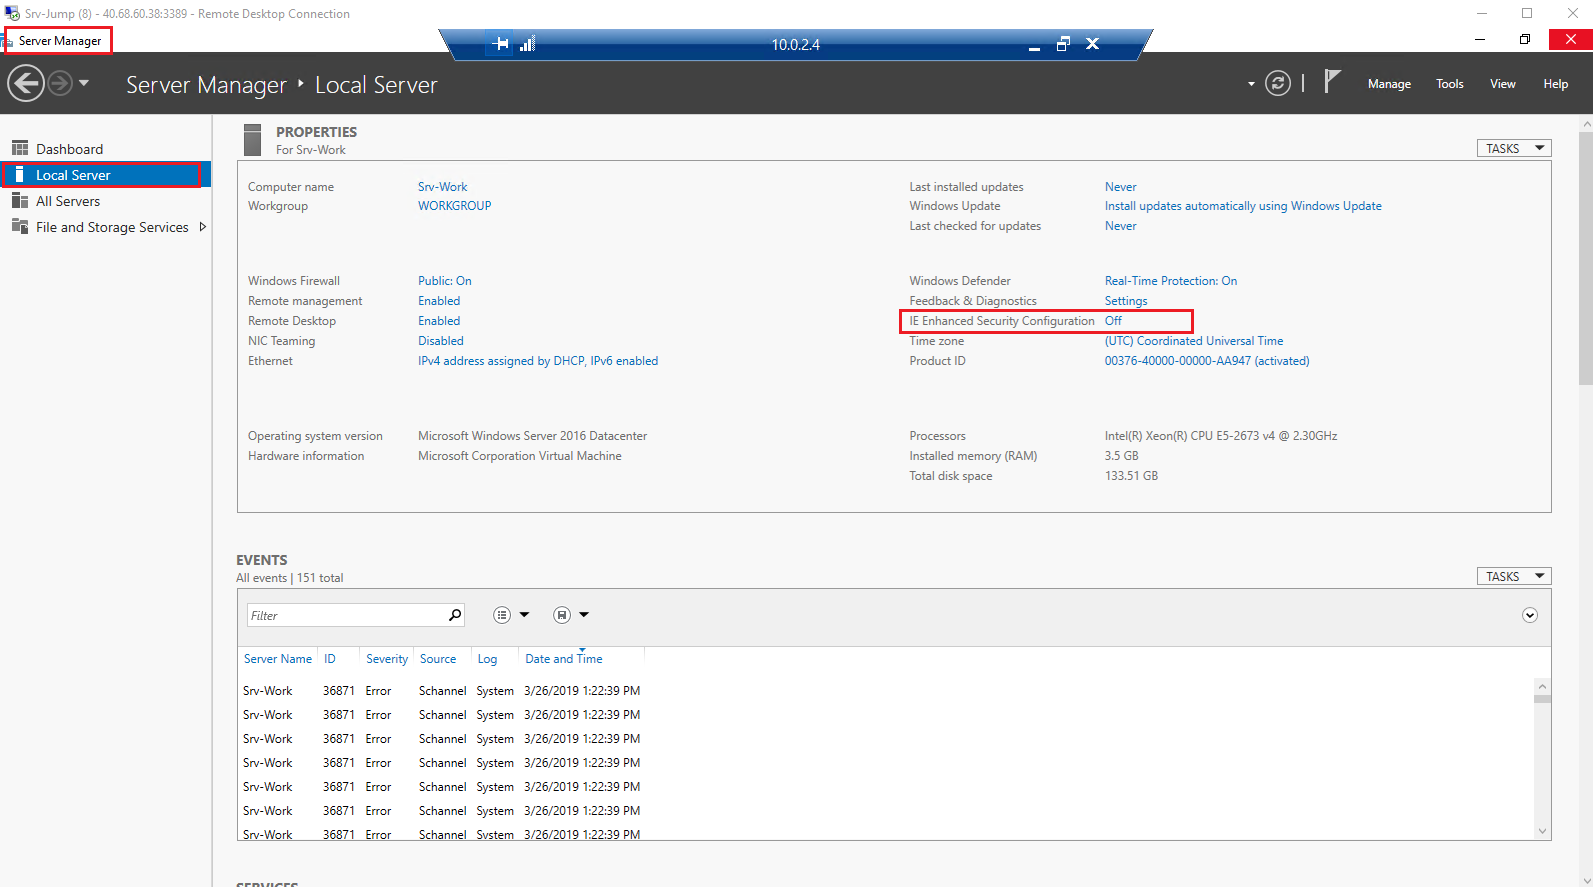 Srv-Jump (8) - 40.68.60.38:3389 - Remote Desktop Connection
Server Manager
10.0.2.4
Server Manager Local Server
Manage Tools View Help
Dashboard
Local Server
All Servers
File and Storage Services
PROPERTIES
For Srv-Work
TASKS
Computer name Srv-Work
Workgroup WORKGROUP
Last installed updates Never
Windows Update Install updates automatically using Windows Update
Last checked for updates Never
Windows Firewall Public: On
Remote management Enabled
Remote Desktop Enabled
NIC Teaming Disabled
Ethernet IPv4 address assigned by DHCP, IPv6 enabled
Windows Defender Real-Time Protection: On
Feedback & Diagnostics Settings
IE Enhanced Security Configuration Off
Time zone (UTC) Coordinated Universal Time
Product ID 00376-40000-00000-AA947 (activated)
Operating system version Microsoft Windows Server 2016 Datacenter
Hardware information Microsoft Corporation Virtual Machine
Processors Intel(R) Xeon(R) CPU E5-2673 v4 @ 2.30GHz
Installed memory (RAM) 3.5 GB
Total disk space 133.51 GB
EVENTS
All events | 151 total
TASKS
Filter
Server Name ID Severity Source Log Date and Time
Srv-Work 36871 Error Schannel System 3/26/2019 1:22:39 PM
Srv-Work 36871 Error Schannel System 3/26/2019 1:22:39 PM
Srv-Work 36871 Error Schannel System 3/26/2019 1:22:39 PM
Srv-Work 36871 Error Schannel System 3/26/2019 1:22:39 PM
Srv-Work 36871 Error Schannel System 3/26/2019 1:22:39 PM
Srv-Work 36871 Error Schannel System 3/26/2019 1:22:39 PM
Srv-Work 36871 Error Schannel System 3/26/2019 1:22:39 PM
SERVICES